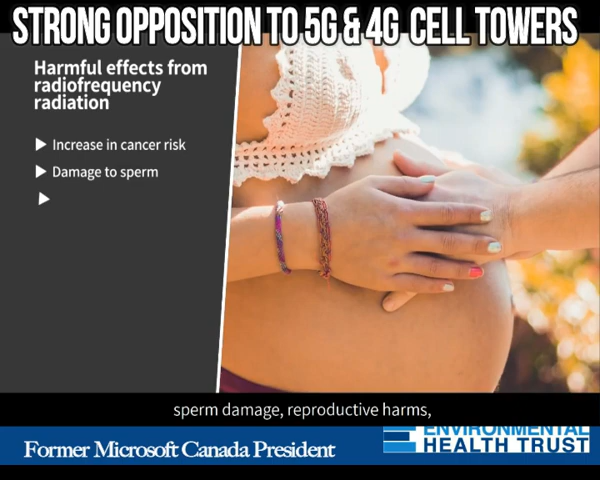 STRONG OPPOSITION TO 5G & 4G CELL TOWERS
Harmful effects from
radiofrequency
radiation
Increase in cancer risk
Damage to sperm
sperm damage, reproductive harms,
Former Microsoft Canada President
ENVIRONMENTAL
HEALTH TRUST